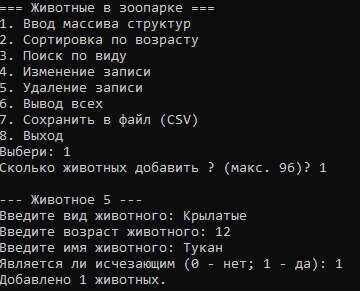 === Животные в зоопарке ===
1. Ввод массива структур
2. Сортировка по возрасту
3. Поиск по виду
4. Изменение записи
5. Удаление записи
6. Вывод всех
7. Сохранить в файл (CSV)
8. Выход
Выбери: 1
Сколько животных добавить ? (макс. 96)? 1
--- Животное 5 ---
Введите вид животного: Крылатые
Введите возраст животного: 12
Введите имя животного: Тукан
Является ли исчезающим (0 - нет; 1 - да): 1
Добавлено 1 животных.